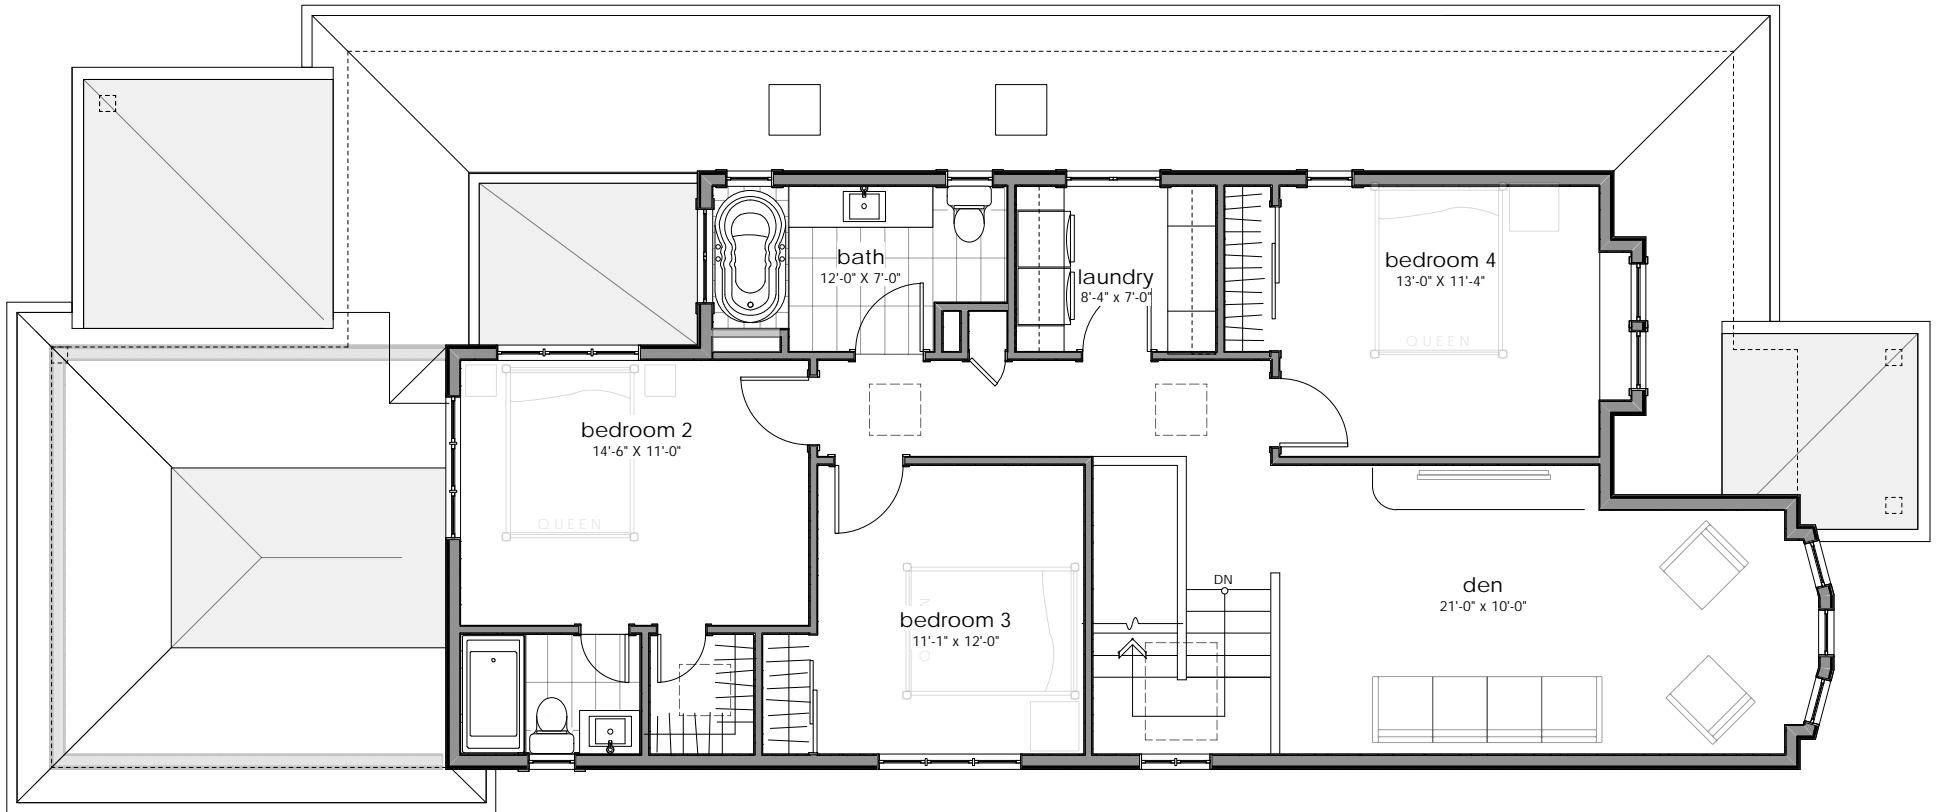 bath
12'-0" X 7'-0"
laundry
8'-4" x 7'-0"
bedroom 4
13'-0" X 11'-4"
QUEEN
bedroom 2
14'-6" X 11'-0"
QUEEN
DN
den
21'-0" x 10'-0"
bedroom 3
11'-1" x 12'-0"